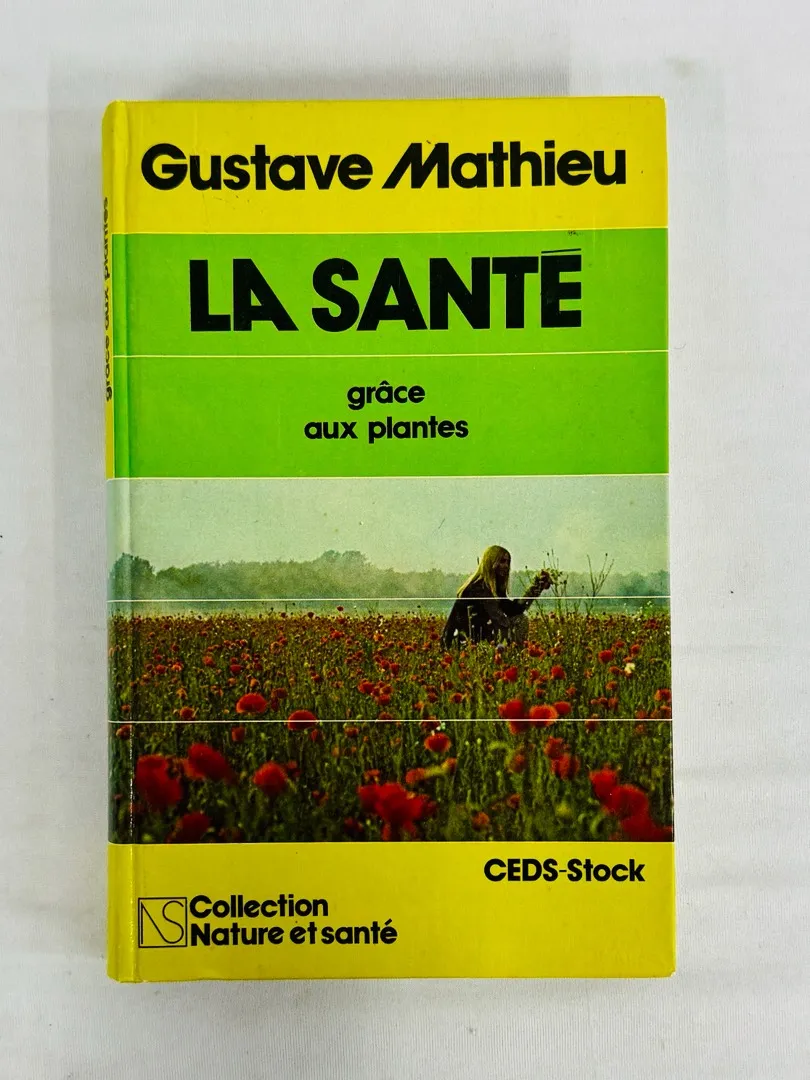 Gustave Mathieu
LA SANTÉ
grâce
aux plantes
CEDS-Stock
NS Collection
Nature et santé
grâce aux plantes